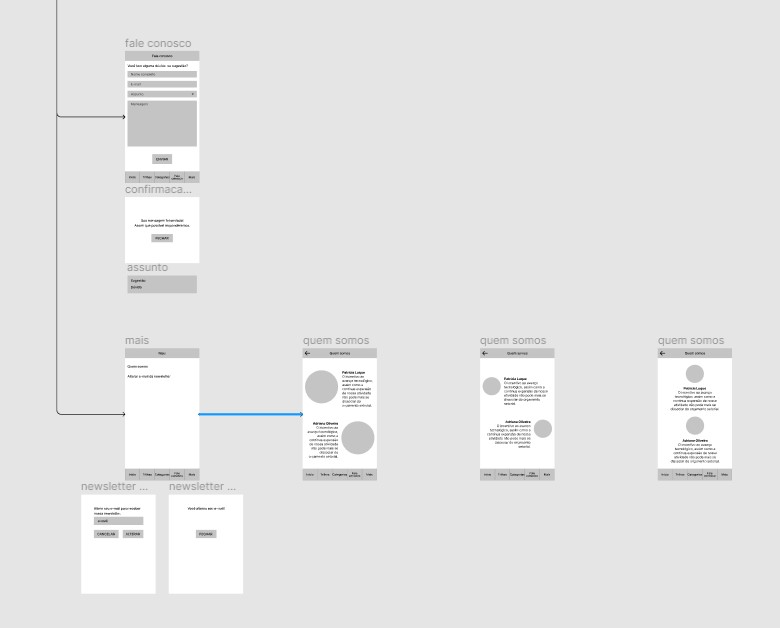 fale conosco
Fale conosco
Você tem alguma dúvida ou sugestão?
Nome completo
E-mail
Assunto
Mensagem
ENVIAR
Início Trilhas Categorias Fale conosco Mais
confirmaca...
Sua mensagem foi enviada!
Assim que possível responderemos.
FECHAR
assunto
Sugestão
Dúvida
mais
Mais
Quem somos
Alterar e-mail da newsletter
Início Trilhas Categorias Fale conosco Mais
quem somos
Quem somos
Patrícia Luque
O incentivo ao
avanço tecnológico,
assim como a
contínua expansão
de nossa atividade,
não pode mais se
dissociar do
orçamento setorial.
Adriana Oliveira
O incentivo ao
avanço tecnológico,
assim como a
contínua expansão
de nossa atividade
não pode mais se
dissociar do
orçamento setorial.
Início Trilhas Categorias Fale conosco Mais
quem somos
Quem somos
Patrícia Luque
O incentivo ao avanço
tecnológico, assim como a
contínua expansão de nossa
atividade não pode mais se
dissociar do orçamento
setorial.
Adriana Oliveira
O incentivo ao avanço
tecnológico, assim como a
contínua expansão de nossa
atividade não pode mais se
dissociar do orçamento
setorial.
Início Trilhas Categorias Fale conosco Mais
quem somos
Quem somos
Patrícia Luque
O incentivo ao avanço
tecnológico, assim como a
contínua expansão de nossa
atividade não pode mais se
dissociar do orçamento setorial.
Adriana Oliveira
O incentivo ao avanço
tecnológico, assim como a
contínua expansão de nossa
atividade não pode mais se
dissociar do orçamento setorial.
Início Trilhas Categorias Fale conosco Mais
newsletter ...
Altere seu e-mail para receber
nossa newsletter.
e-mail
CANCELAR ALTERAR
newsletter ...
Você alterou seu e-mail!
FECHAR